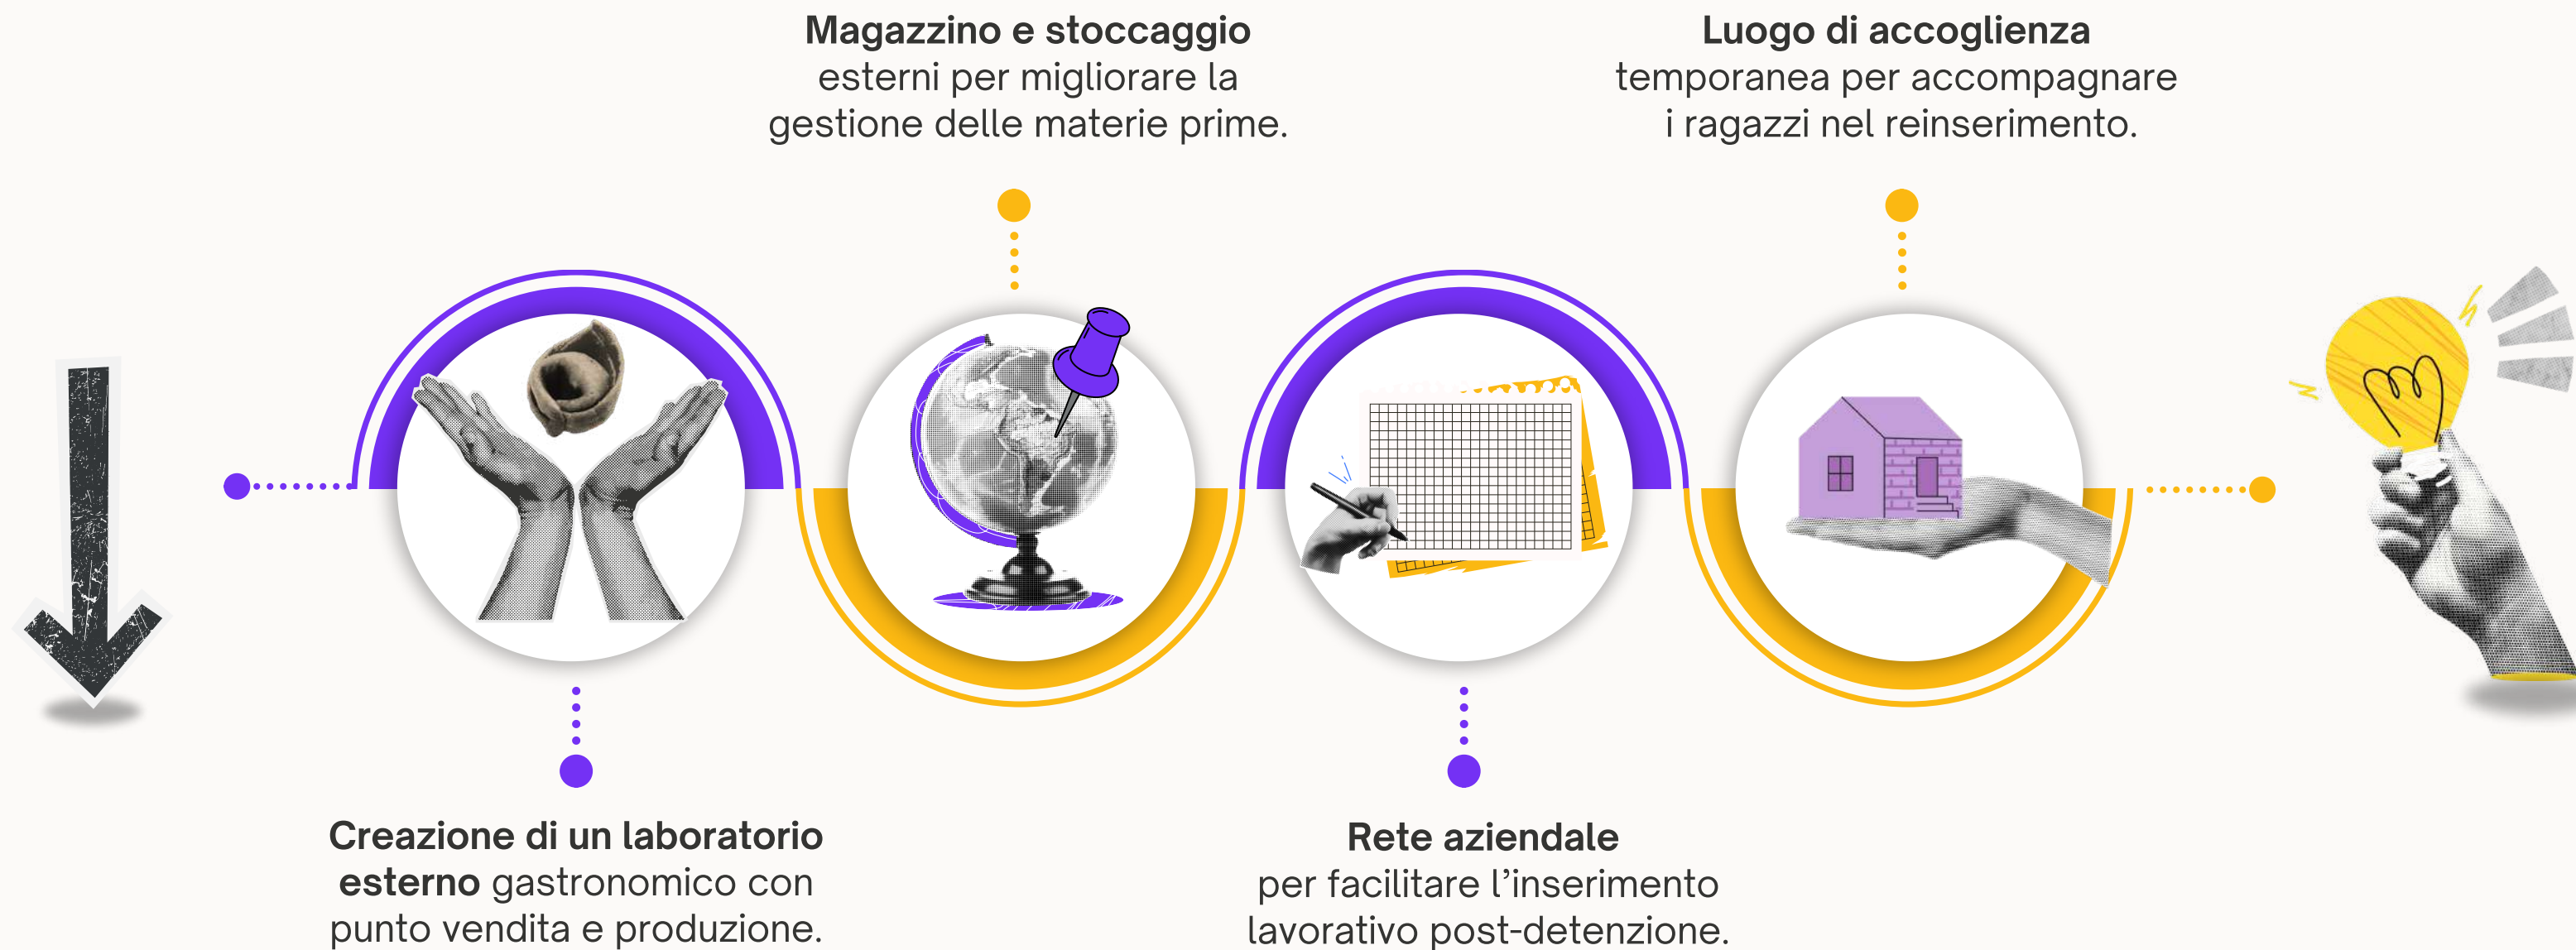 Magazzino e stoccaggio
esterni per migliorare la
gestione delle materie prime.
Luogo di accoglienza
temporanea per accompagnare
i ragazzi nel reinserimento.
Creazione di un laboratorio
esterno gastronomico con
punto vendita e produzione.
Rete aziendale
per facilitare l’inserimento
lavorativo post-detenzione.